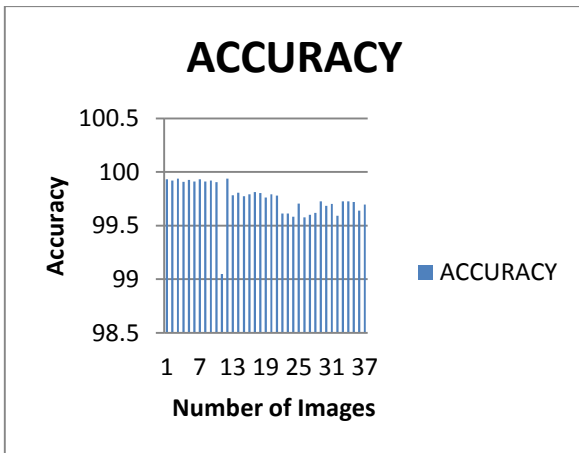 ACCURACY
100.5
100
99.5
99
98.5
Accuracy
1 7 13 19 25 31 37
Number of Images
ACCURACY